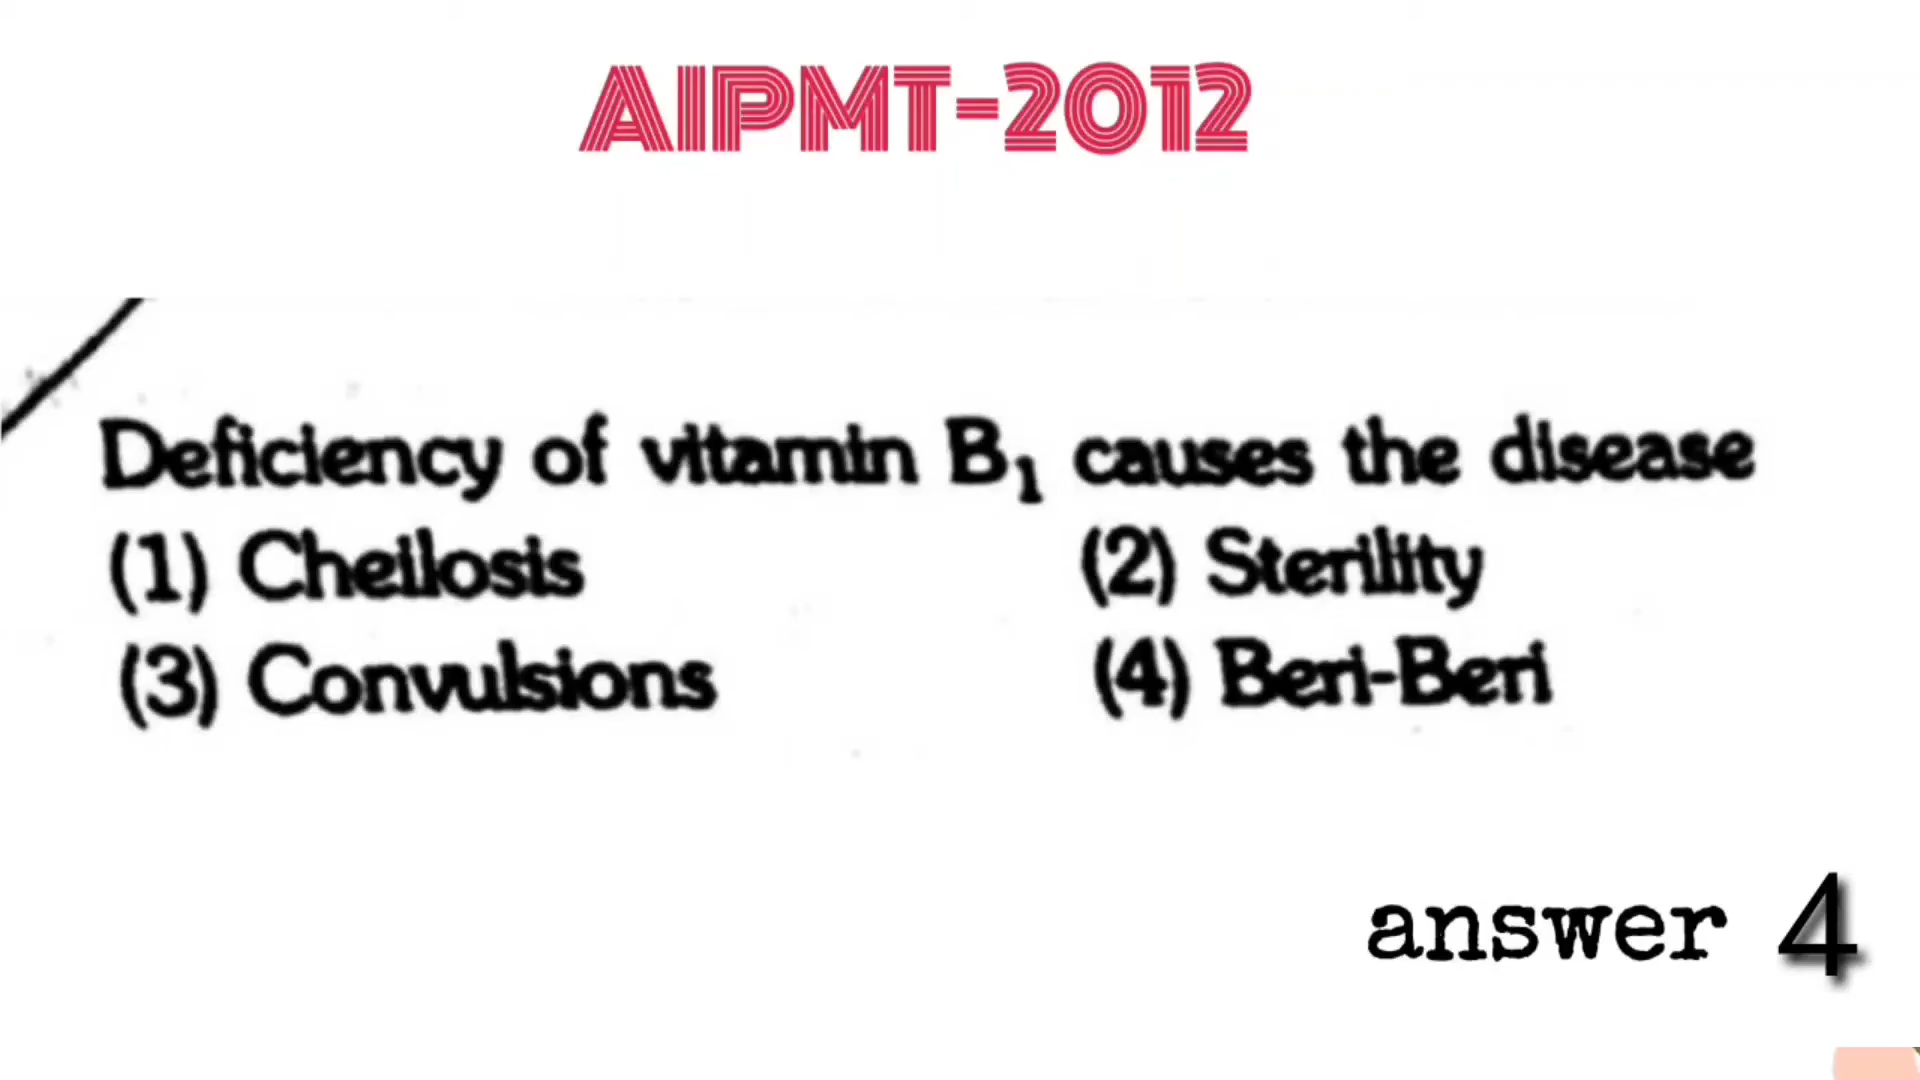 AIPMT-2012
Deficiency of vitamin B₁ causes the disease
(1) Cheilosis (2) Sterility
(3) Convulsions (4) Beri-Beri
answer 4